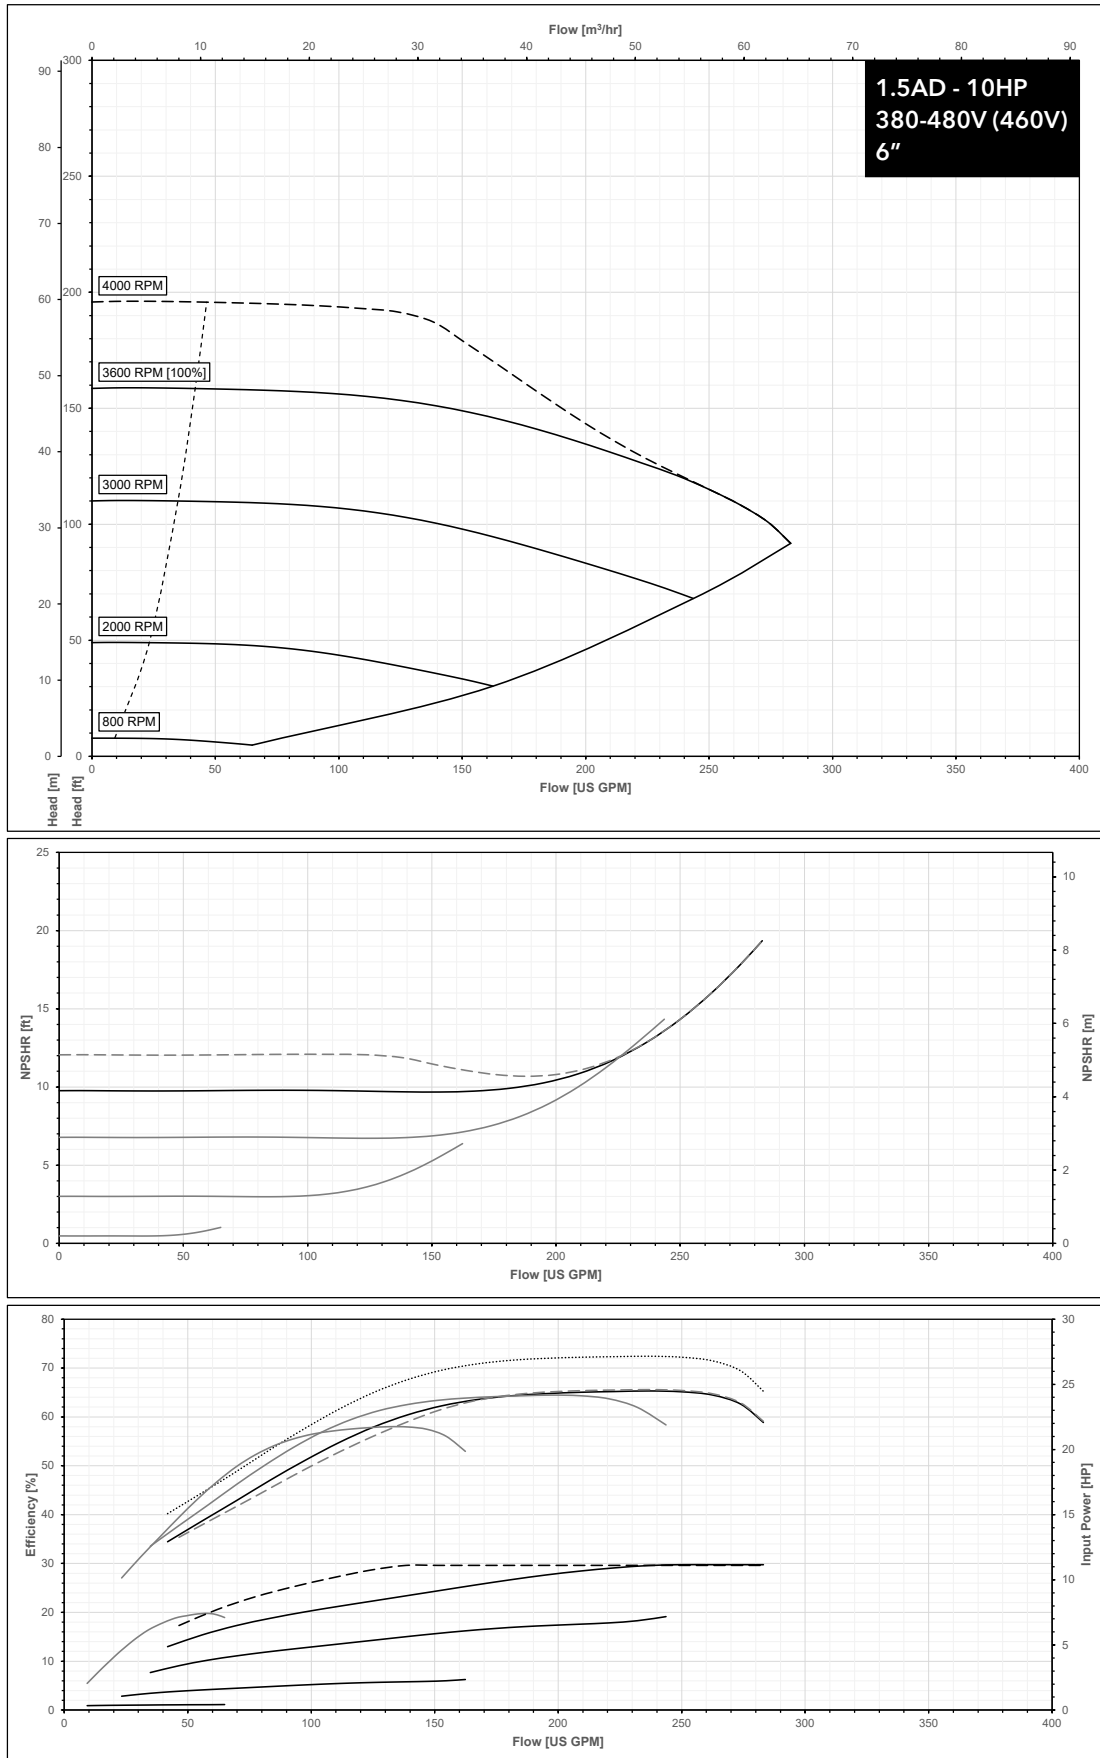 Flow [m³/hr]
0 10 20 30 40 50 60 70 80 90
1.5AD - 10HP
380-480V (460V)
6”
90
80
70
60
50
40
30
20
10
0
300
250
200
150
100
50
0
4000 RPM
3600 RPM [100%]
3000 RPM
2000 RPM
800 RPM
0 50 100 150 200 250 300 350 400
Flow [US GPM]
Head [m]
Head [ft]
25
20
15
10
5
0
NPSHR [ft]
10
8
6
4
2
0
NPSHR [m]
0 50 100 150 200 250 300 350 400
Flow [US GPM]
80
70
60
50
40
30
20
10
0
Efficiency [%]
30
25
20
15
10
5
0
Input Power [HP]
0 50 100 150 200 250 300 350 400
Flow [US GPM]